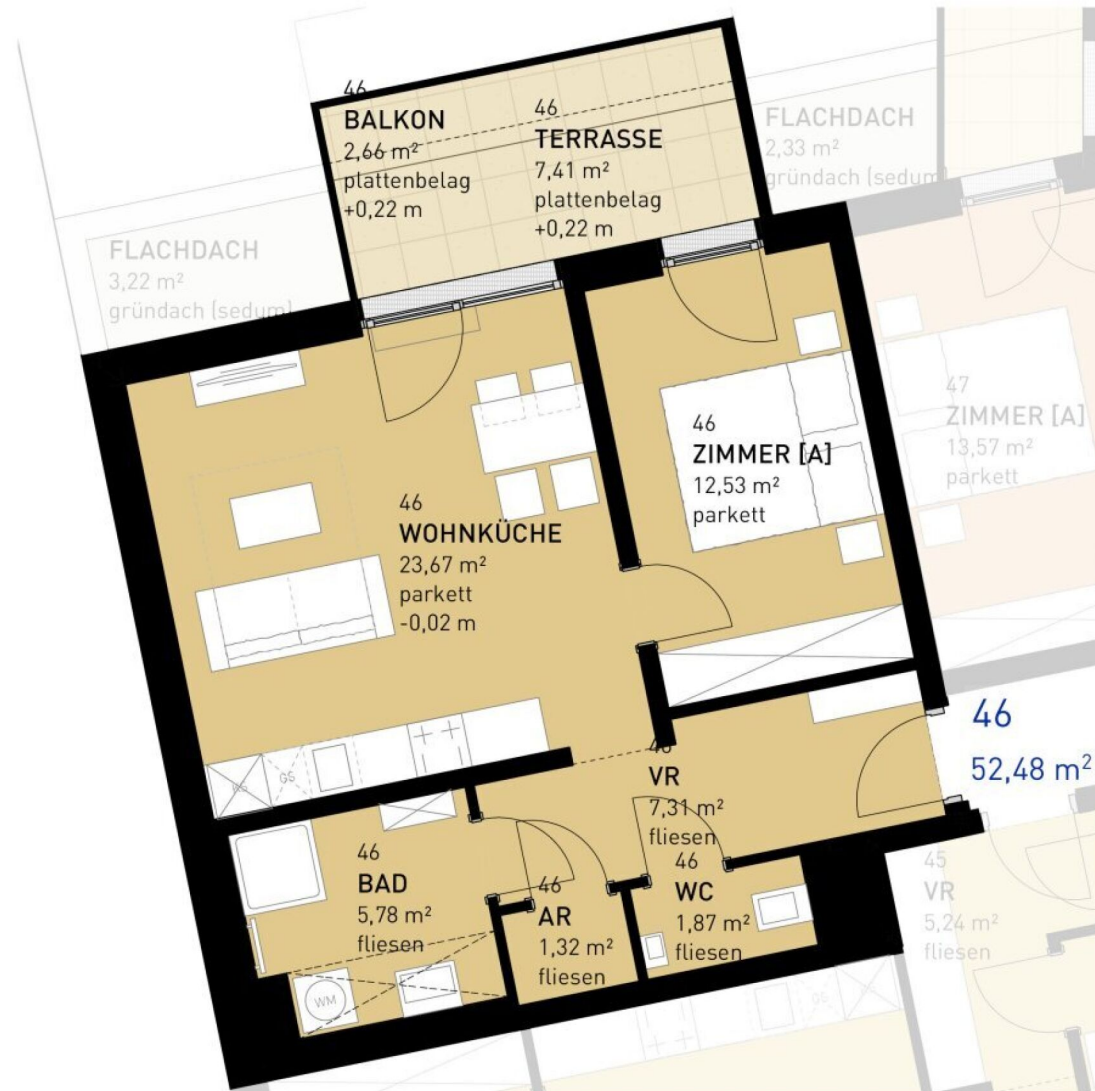 46
BALKON
2,66 m²
plattenbelag
+0,22 m
46
TERRASSE
7,41 m²
plattenbelag
+0,22 m
FLACHDACH
2,33 m²
gründach (sedum)
FLACHDACH
3,22 m²
gründach (sedum)
46
ZIMMER [A]
12,53 m²
parkett
47
ZIMMER [A]
13,57 m²
parkett
46
WOHNKÜCHE
23,67 m²
parkett
-0,02 m
46
52,48 m²
GS
46
VR
7,31 m²
fliesen
46
BAD
5,78 m²
fliesen
46
AR
1,32 m²
fliesen
46
WC
1,87 m²
fliesen
45
VR
5,24 m²
fliesen
WM
GS